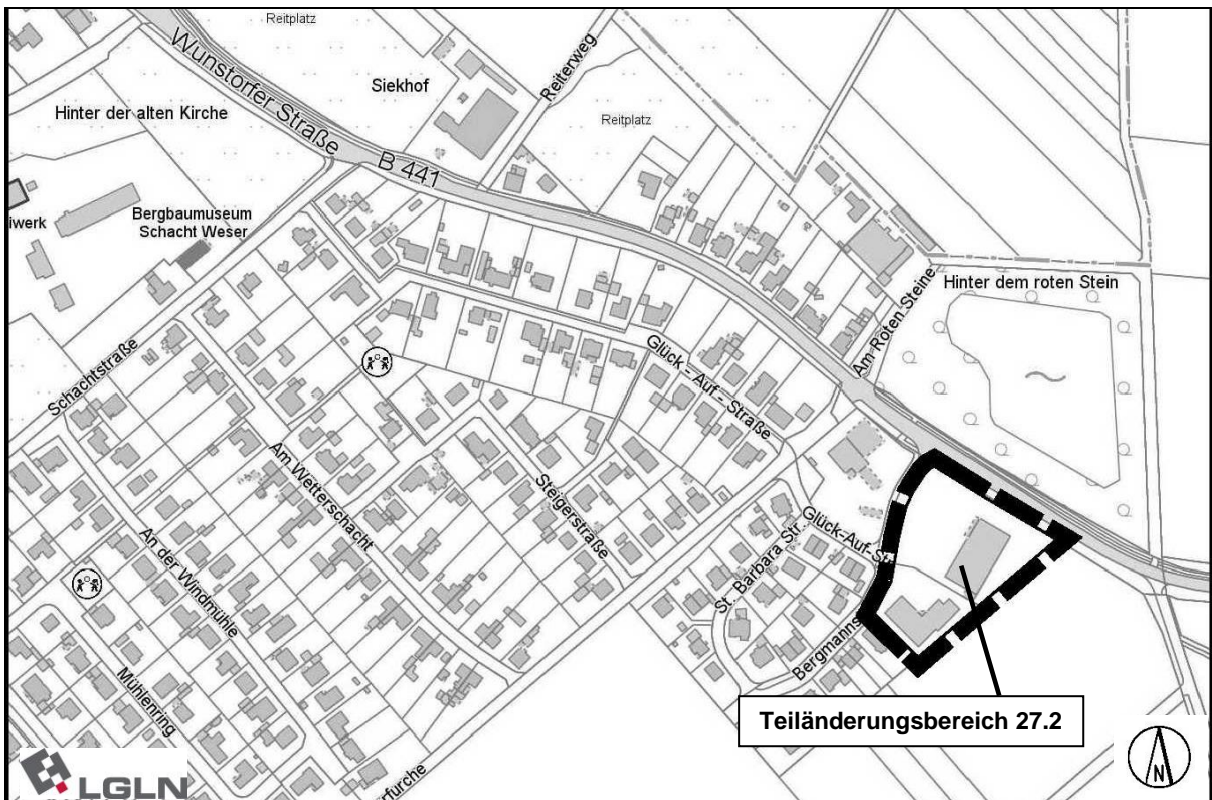 Reitplatz
Wunstorfer Straße
Siekhof
Reiterweg
Hinter der alten Kirche
Reitplatz
B 441
Bergbaumuseum
Schacht Weser
iwerk
Hinter dem roten Stein
Am Roten Steine
Schachtstraße
Glück - Auf - Straße
Am Wetterschacht
Steigerstraße
An der Windmühle
Glück-Auf-St
St. Barbara Str.
Bergmanns
Mühlenring
Teiländerungsbereich 27.2
rfurche
N
LGLN